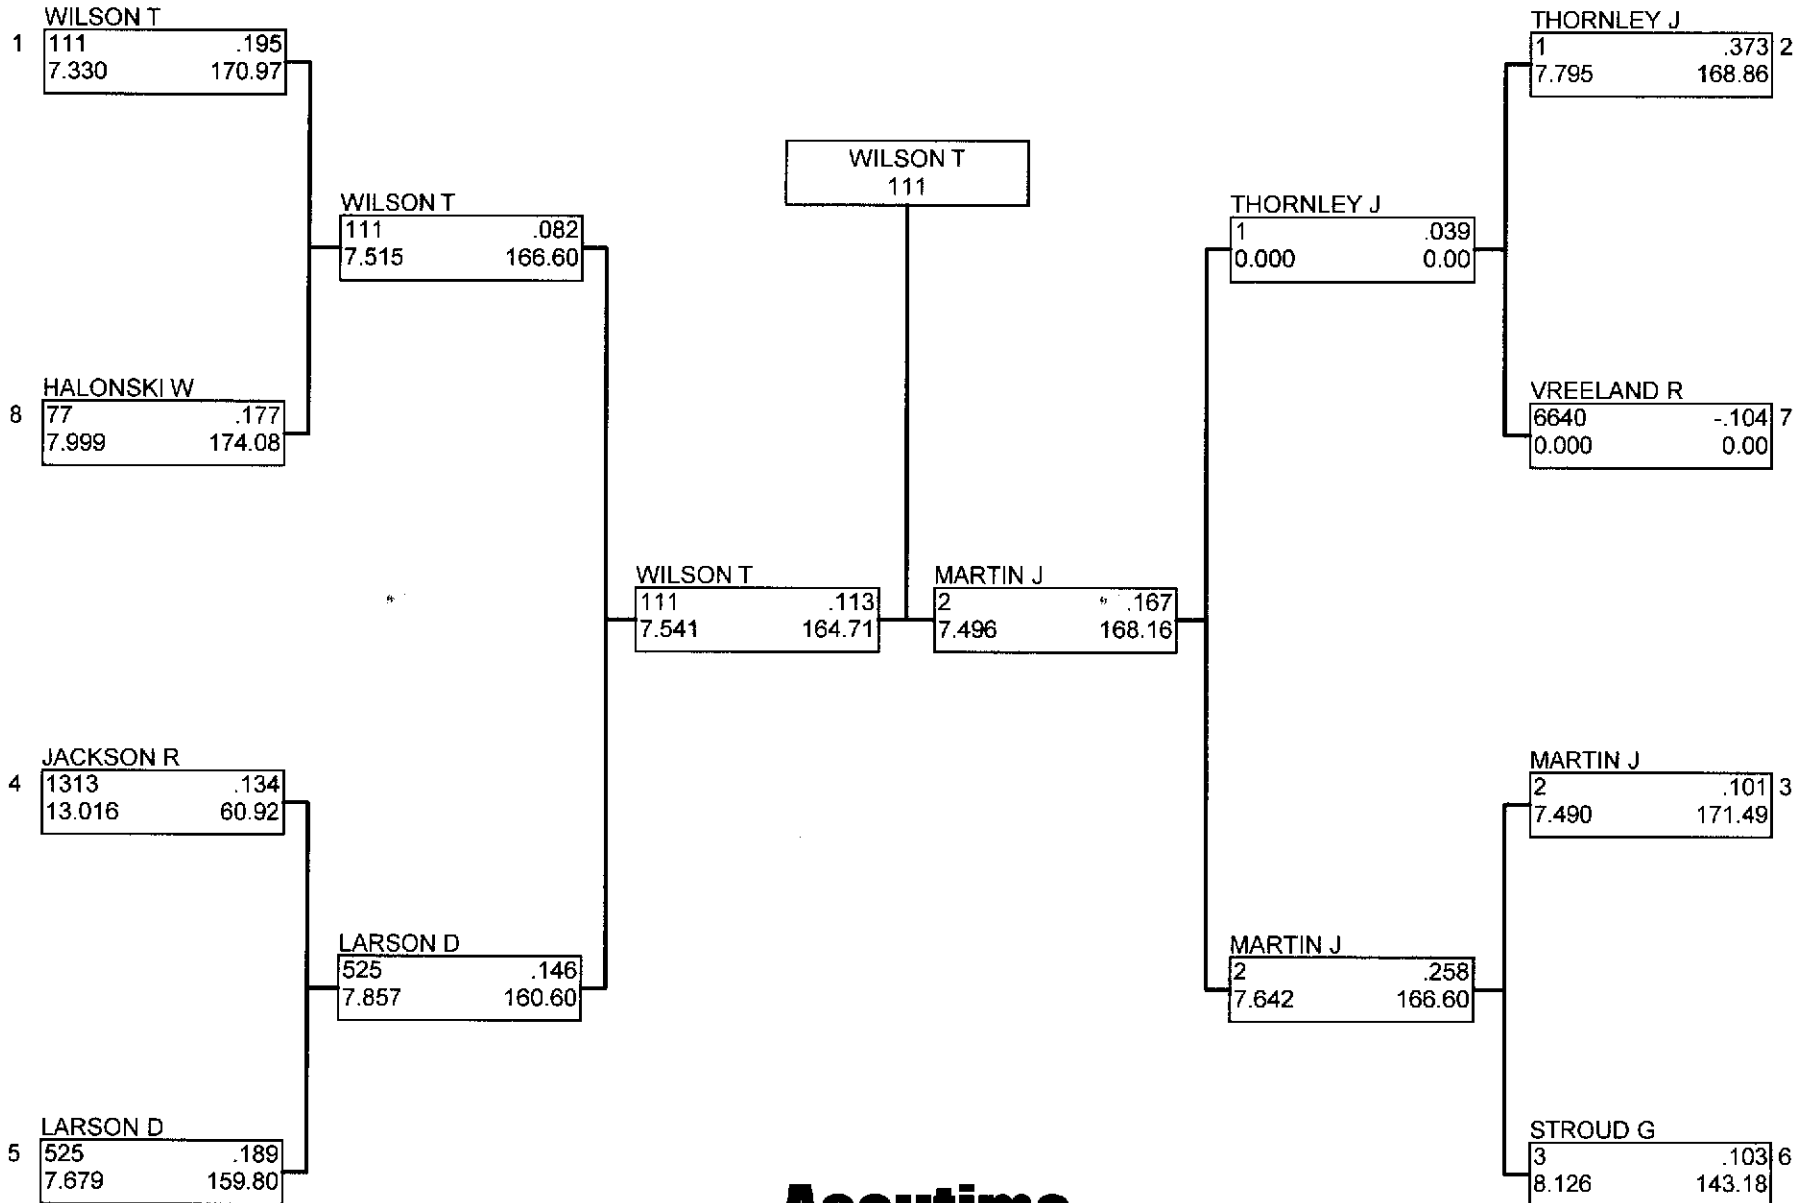 WILSON T
1
111 .195
7.330 170.97
HALONSKI W
8
77 .177
7.999 174.08
JACKSON R
4
1313 .134
13.016 60.92
LARSON D
5
525 .189
7.679 159.80
WILSON T
111 .082
7.515 166.60
LARSON D
525 .146
7.857 160.60
WILSON T
111 .113
7.541 164.71
WILSON T
111
MARTIN J
2 .167
7.496 168.16
THORNLEY J
1 .039
0.000 0.00
MARTIN J
2 .258
7.642 166.60
THORNLEY J
1 .373 2
7.795 168.86
VREELAND R
6640 -.104 7
0.000 0.00
MARTIN J
2 .101 3
7.490 171.49
STROUD G
3 .103 6
8.126 143.18
Accutime